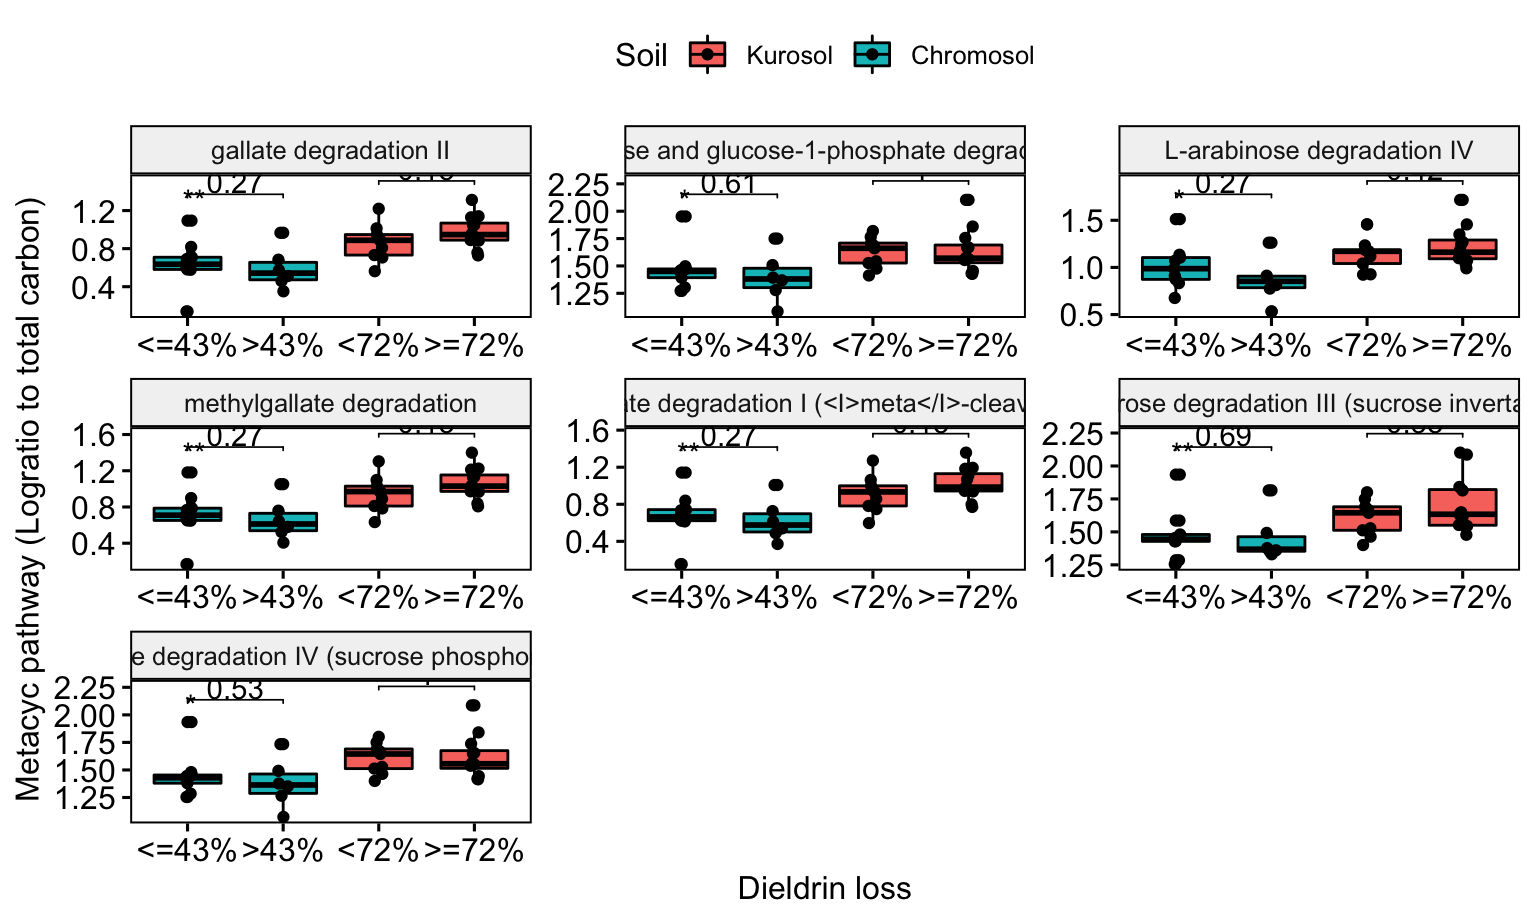 Soil Kurosol Chromosol
Metacyc pathway (Logratio to total carbon)
gallate degradation II
** 0.27
1.2
0.8
0.4
<=43% >43% <72% >=72%
se and glucose-1-phosphate degrad
* 0.61
2.25
2.00
1.75
1.50
1.25
<=43% >43% <72% >=72%
L-arabinose degradation IV
* 0.27
1.5
1.0
0.5
<=43% >43% <72% >=72%
methylgallate degradation
** 0.27
1.6
1.2
0.8
0.4
<=43% >43% <72% >=72%
ate degradation I (<I>meta</I>-cleav
** 0.27
1.6
1.2
0.8
0.4
<=43% >43% <72% >=72%
rose degradation III (sucrose inverta
** 0.69
2.25
2.00
1.75
1.50
1.25
<=43% >43% <72% >=72%
e degradation IV (sucrose phospho
* 0.53
2.25
2.00
1.75
1.50
1.25
<=43% >43% <72% >=72%
Dieldrin loss